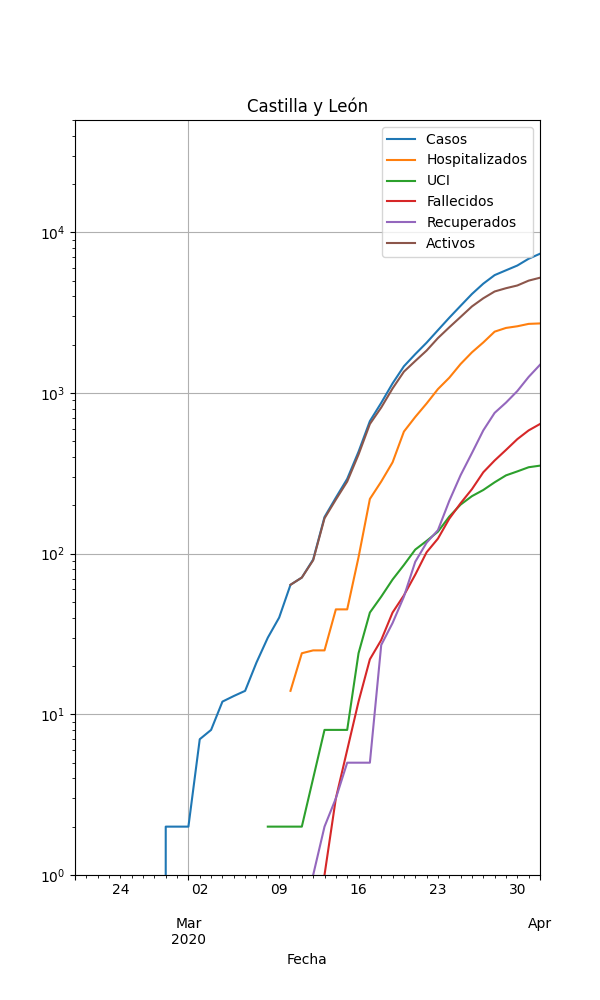 Castilla y León
Casos
Hospitalizados
UCI
Fallecidos
Recuperados
Activos
10^4
10^3
10^2
10^1
10^0
24 02 09 16 23 30
Mar Apr
2020
Fecha